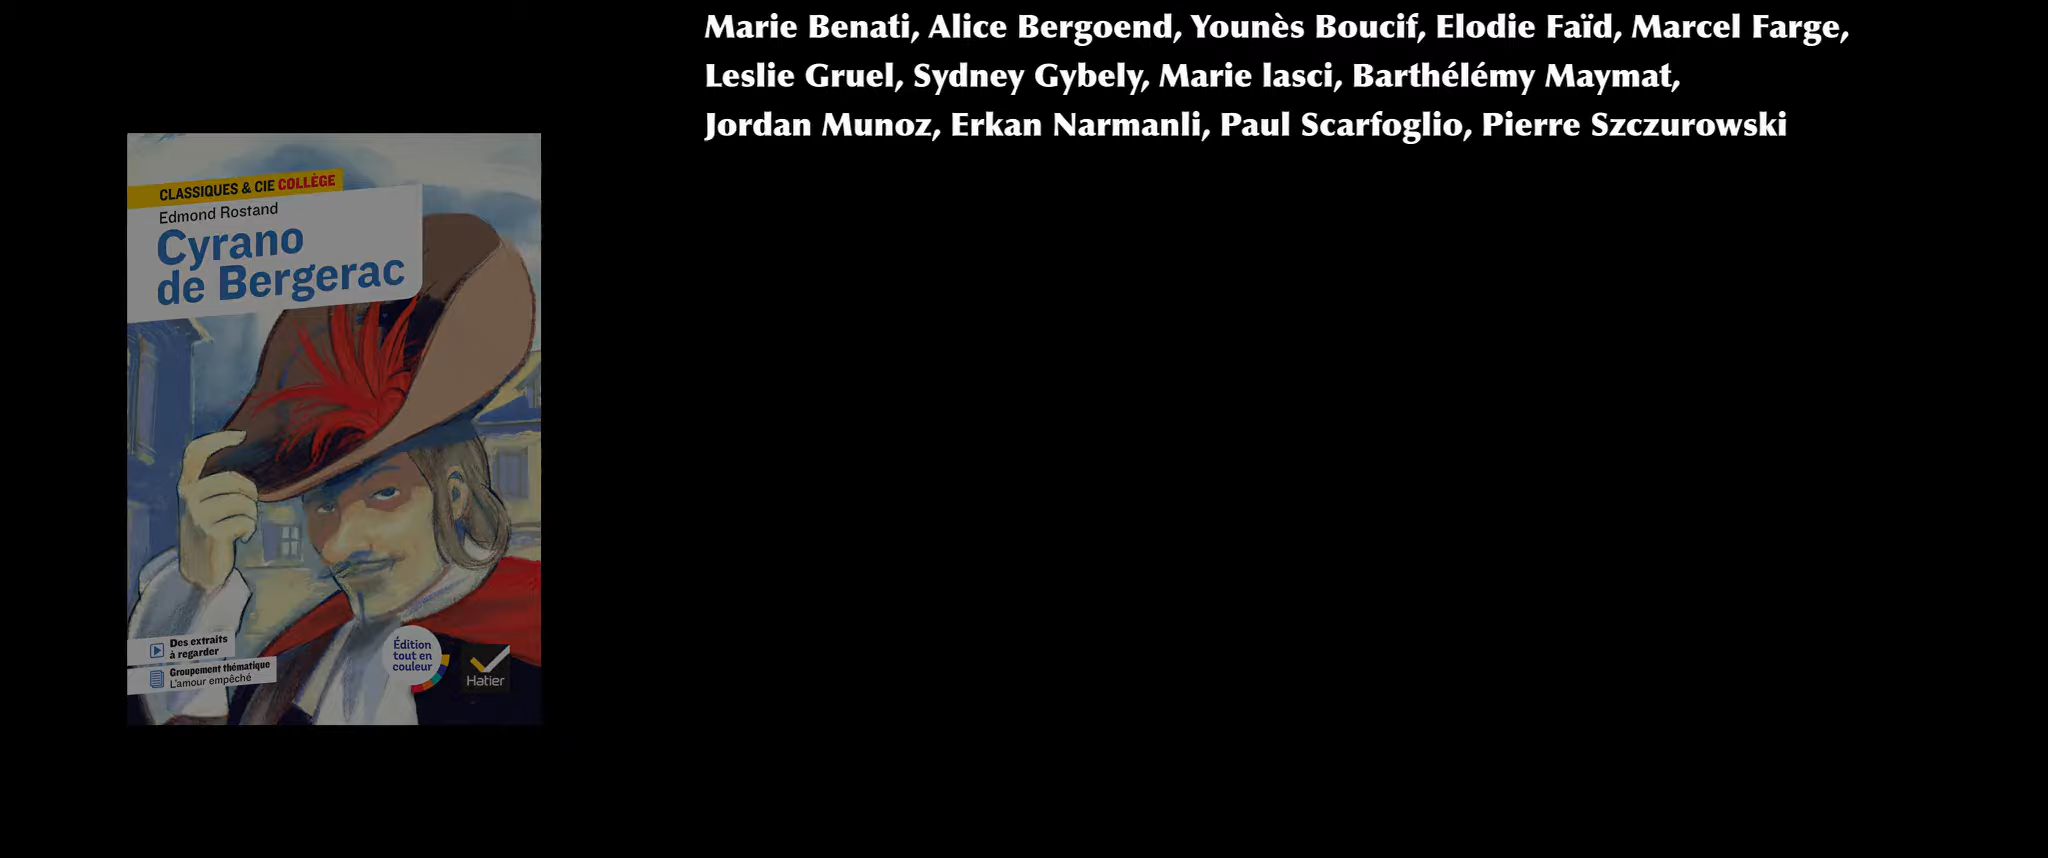 Marie Benati, Alice Bergoend, Younès Boucif, Elodie Faïd, Marcel Farge,
Leslie Gruel, Sydney Gybely, Marie lasci, Barthélémy Maymat,
Jordan Munoz, Erkan Narmanli, Paul Scarfoglio, Pierre Szczurowski
CLASSIQUES & CIE COLLÈGE
Edmond Rostand
Cyrano
de Bergerac
Des extraits
à regarder
Groupement thématique
L'amour empêché
Édition
tout en
couleur
Hatier